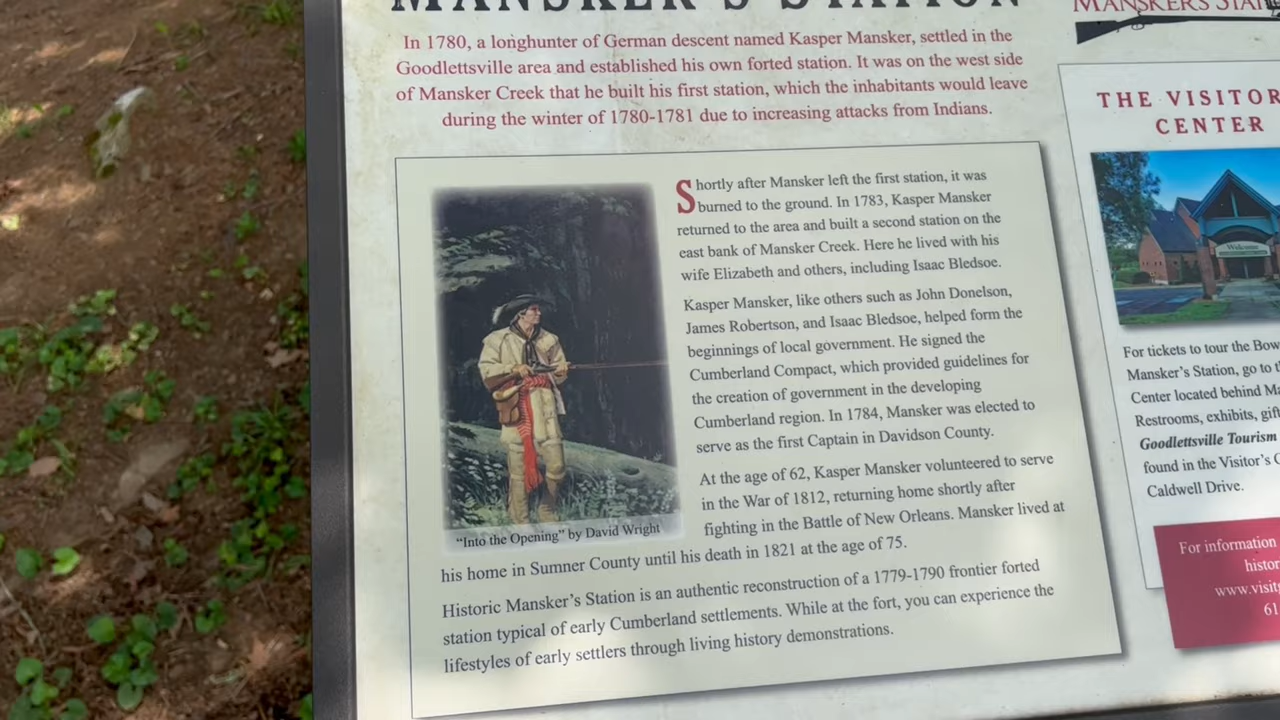 MANSKER'S STATION
In 1780, a longhunter of German descent named Kasper Mansker, settled in the
Goodlettsville area and established his own forted station. It was on the west side
of Mansker Creek that he built his first station, which the inhabitants would leave
during the winter of 1780-1781 due to increasing attacks from Indians.
Shortly after Mansker left the first station, it was
burned to the ground. In 1783, Kasper Mansker
returned to the area and built a second station on the
east bank of Mansker Creek. Here he lived with his
wife Elizabeth and others, including Isaac Bledsoe.
Kasper Mansker, like others such as John Donelson,
James Robertson, and Isaac Bledsoe, helped form the
beginnings of local government. He signed the
Cumberland Compact, which provided guidelines for
the creation of government in the developing
Cumberland region. In 1784, Mansker was elected to
serve as the first Captain in Davidson County.
At the age of 62, Kasper Mansker volunteered to serve
in the War of 1812, returning home shortly after
fighting in the Battle of New Orleans. Mansker lived at
his home in Sumner County until his death in 1821 at the age of 75.
"Into the Opening" by David Wright
Historic Mansker's Station is an authentic reconstruction of a 1779-1790 frontier forted
station typical of early Cumberland settlements. While at the fort, you can experience the
lifestyles of early settlers through living history demonstrations.
MANSKER'S
THE VISITOR
CENTER
Welcome
For tickets to tour the
Mansker's Station, go to
Center located behind
Restrooms, exhibits,
Goodlettsville Tourism
found in the Visitor's
Caldwell Drive.
For information
www.visit
61